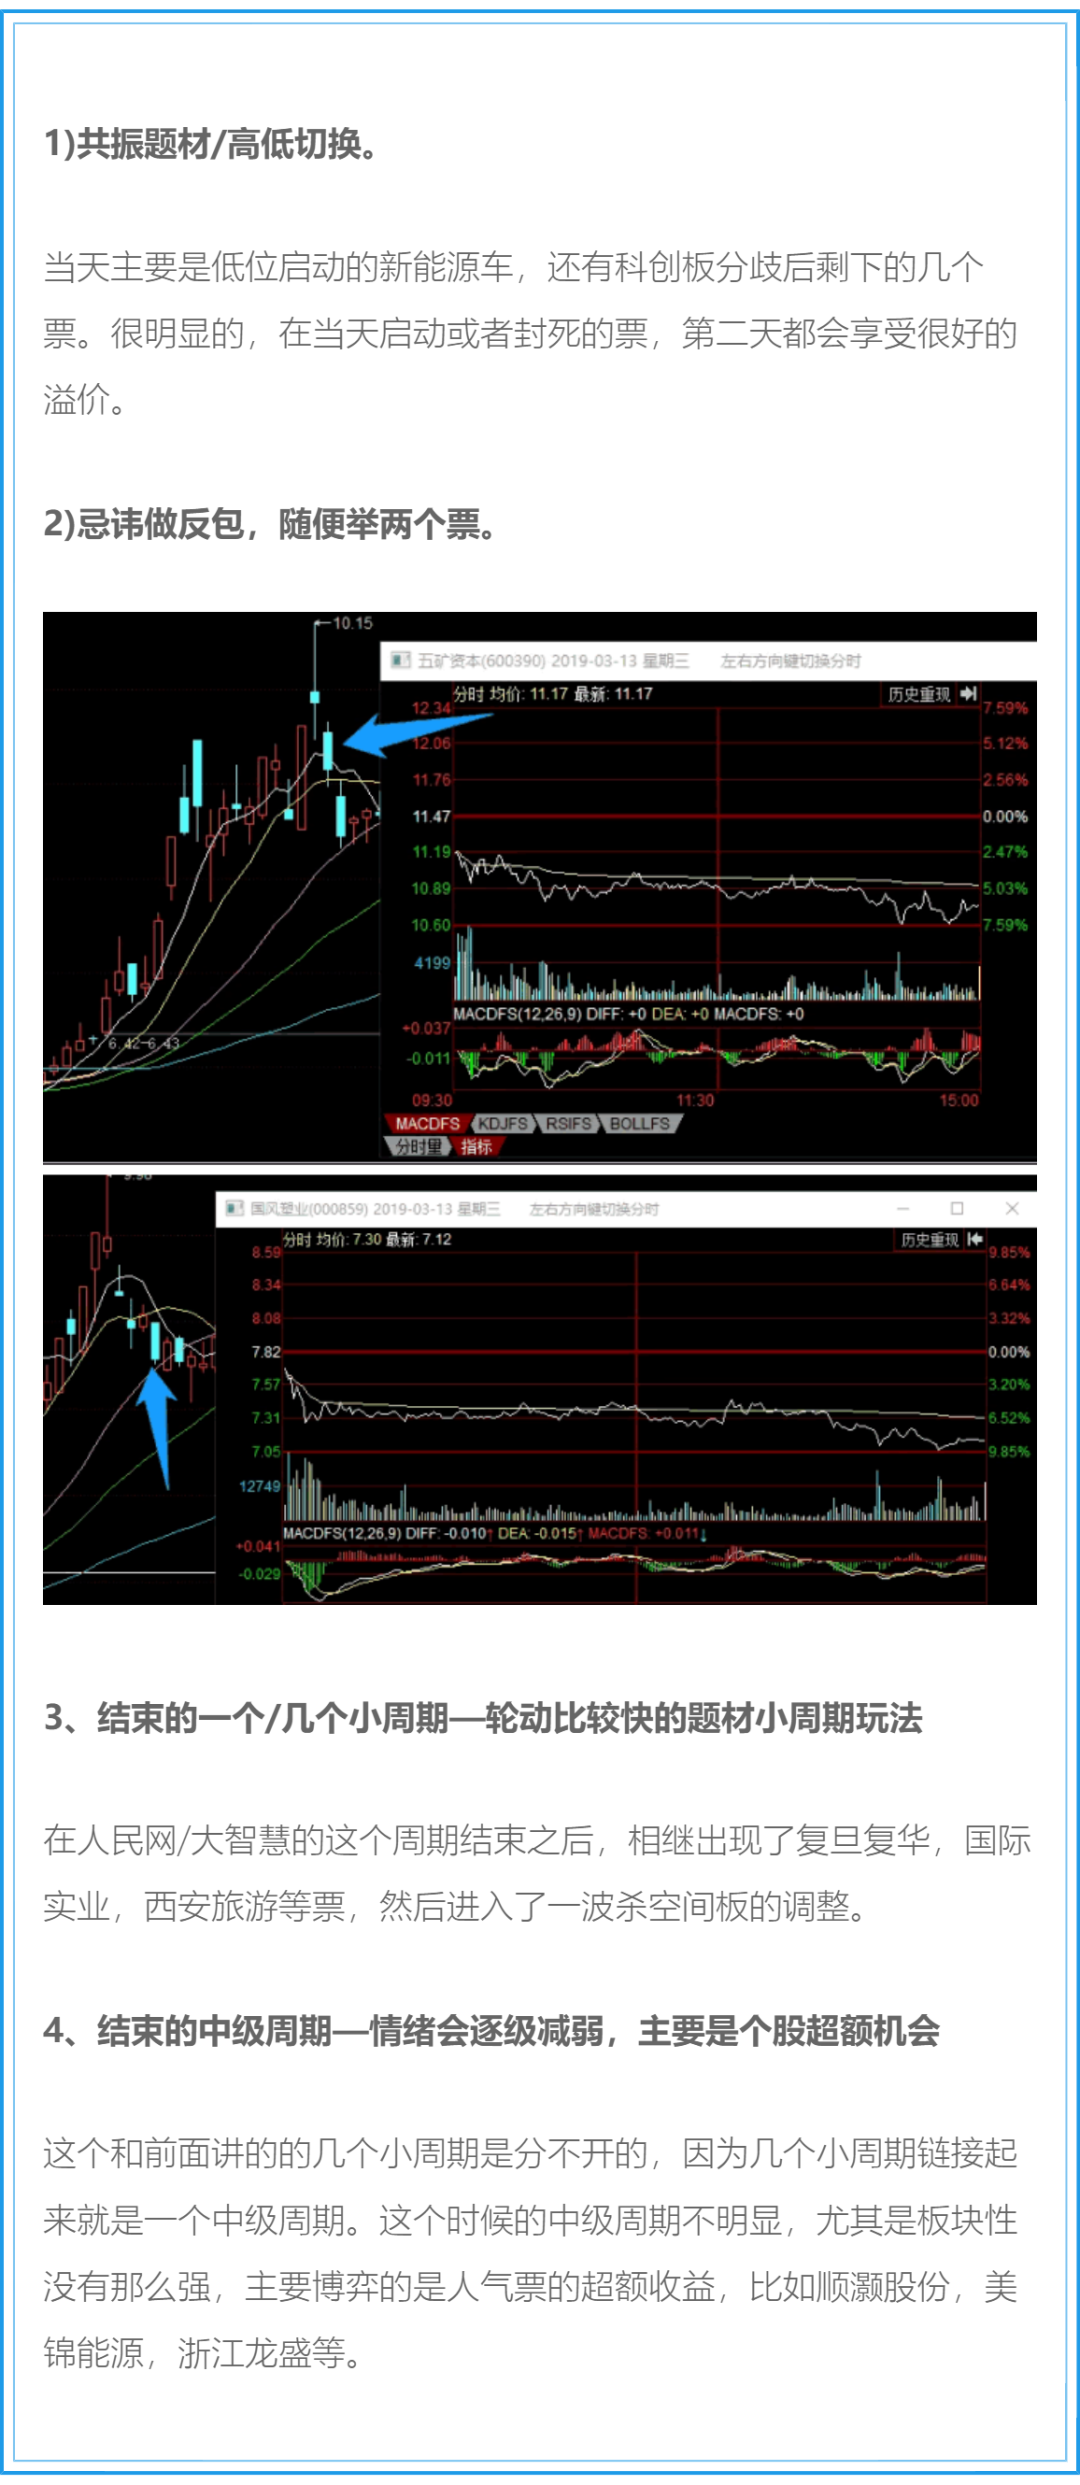 1)共振题材/高低切换。
当天主要是低位启动的新能源车，还有科创板分歧后剩下的几个
票。很明显的，在当天启动或者封死的票，第二天都会享受很好的
溢价。
2)忌讳做反包，随便举两个票。
10.15
五矿资本(600390) 2019-03-13 星期三 左右方向键切换分时
分时 均价: 11.17 最新: 11.17 历史重现
12.34 7.59%
12.06 5.12%
11.76 2.56%
11.47 0.00%
11.19 2.47%
10.89 5.03%
10.60 7.59%
4199
MACDFS(12,26,9) DIFF: +0 DEA: +0 MACDFS: +0
+0.037
6.42-6.43
-0.011
09:30 11:30 15:00
MACDFS KDJFS RSIFS BOLLFS
分时量 指标
9.90
国风塑业(000859) 2019-03-13 星期三 左右方向键切换分时
分时 均价: 7.30 最新: 7.12 历史重现
8.59 9.85%
8.34 6.64%
8.08 3.32%
7.82 0.00%
7.57 3.20%
7.31 6.52%
7.05 9.85%
12749
MACDFS(12,26,9) DIFF: -0.010↑ DEA: -0.015↑ MACDFS: +0.011↓
+0.041
-0.029
3、结束的一个/几个小周期—轮动比较快的题材小周期玩法
在人民网/大智慧的这个周期结束之后，相继出现了复旦复华，国际
实业，西安旅游等票，然后进入了一波杀空间板的调整。
4、结束的中级周期—情绪会逐级减弱，主要是个股超额机会
这个和前面讲的的几个小周期是分不开的，因为几个小周期链接起
来就是一个中级周期。这个时候的中级周期不明显，尤其是板块性
没有那么强，主要博弈的是人气票的超额收益，比如顺灏股份，美
锦能源，浙江龙盛等。